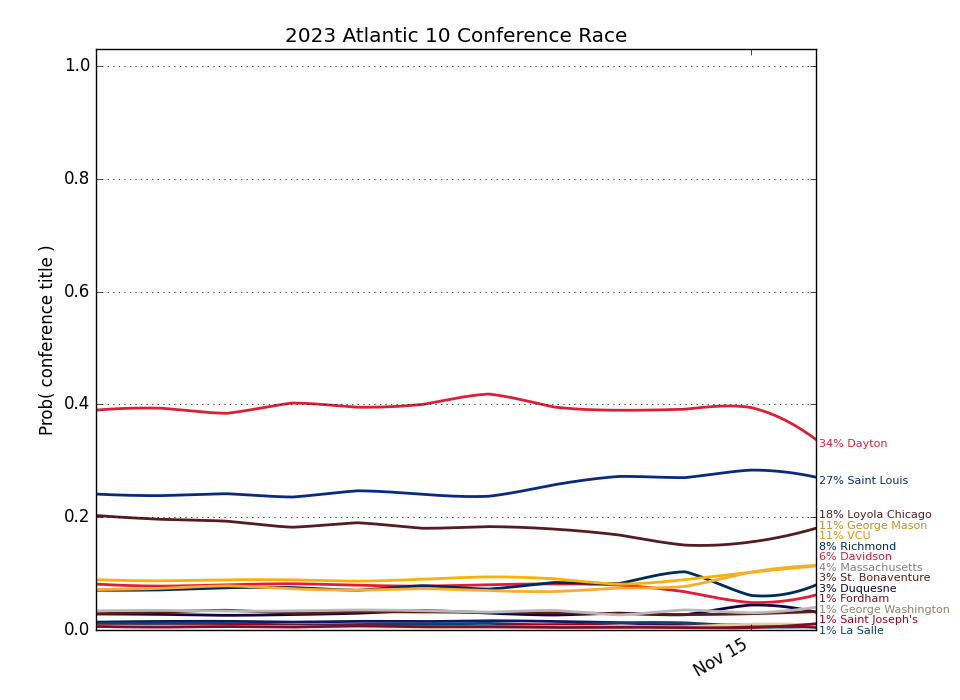 2023 Atlantic 10 Conference Race
Prob( conference title )
1.0
0.8
0.6
0.4
0.2
0.0
Nov 15
34% Dayton
27% Saint Louis
18% Loyola Chicago
11% George Mason
11% VCU
8% Richmond
6% Davidson
4% Massachusetts
3% St. Bonaventure
3% Duquesne
1% Fordham
1% George Washington
1% Saint Joseph's
1% La Salle